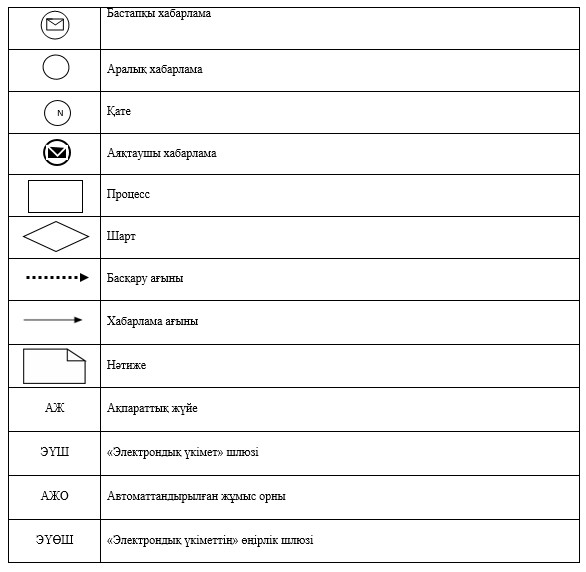 Бастапқы хабарлама
Аралық хабарлама
N Қате
Аяқтаушы хабарлама
Процесс
Шарт
Басқару ағыны
Хабарлама ағыны
Нәтиже
АЖ Ақпараттық жүйе
ЭҮШ «Электрондық үкімет» шлюзі
АЖО Автоматтандырылған жұмыс орны
ЭҮӨШ «Электрондық үкіметтің» өңірлік шлюзі